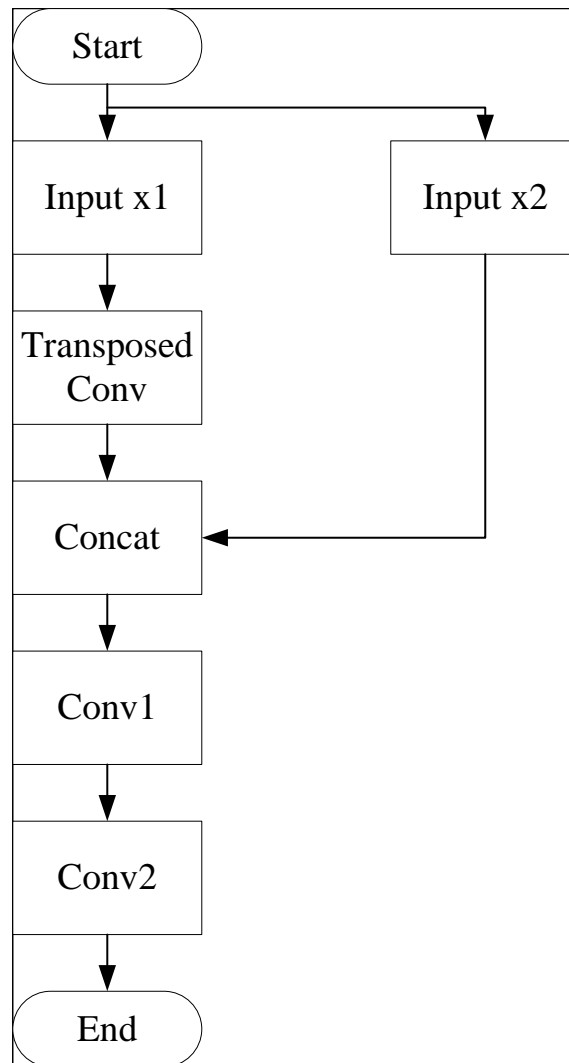 Start
Input x1
Input x2
Transposed
Conv
Concat
Conv1
Conv2
End